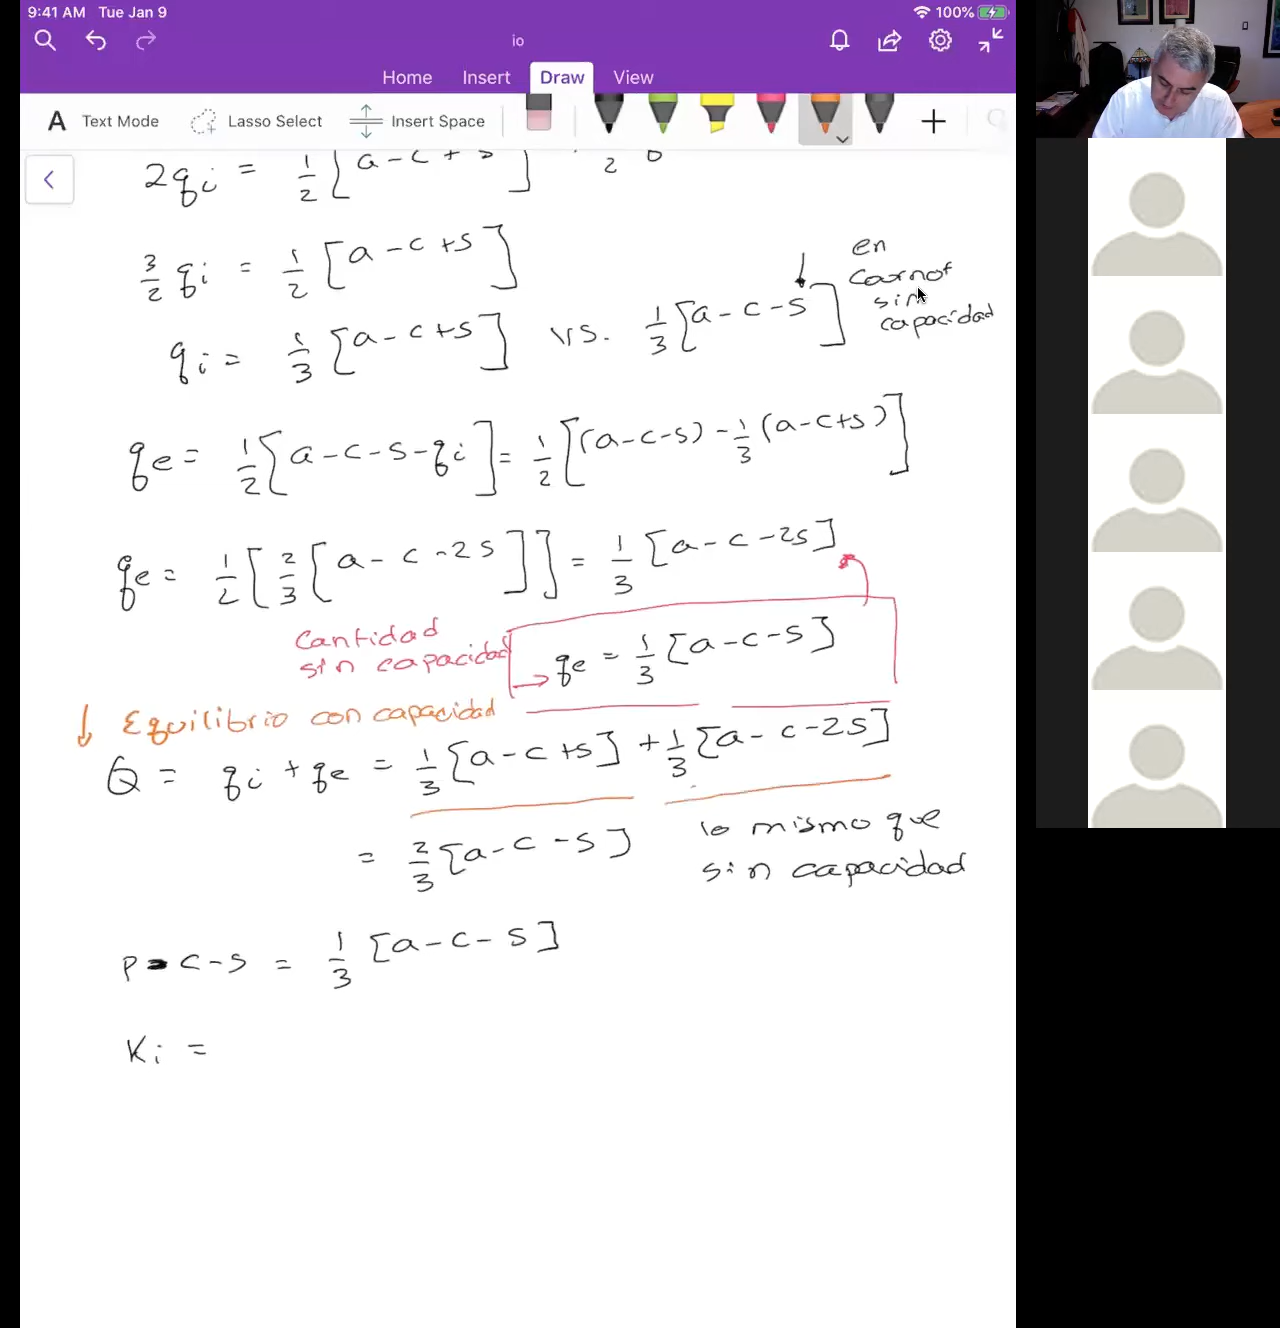 9:41 AM Tue Jan 9
100%
io
Home Insert Draw View
A Text Mode Lasso Select Insert Space
2qi = 1/2 [a-c+s]
3/2 qi = 1/2 [a-c+s]
qi = 1/3 [a-c+s] vs. 1/3 [a-c-s]
en
Cournot
sin
capacidad
qe = 1/2 [a-c-s-qi] = 1/2 [(a-c-s) - 1/3 (a-c+s)]
qe = 1/2 [2/3 [a-c-2s]] = 1/3 [a-c-2s]
Cantidad
sin capacidad
→ qe = 1/3 [a-c-s]
↓ Equilibrio con capacidad
Q = qi + qe = 1/3 [a-c+s] + 1/3 [a-c-2s]
= 2/3 [a-c-s]
lo mismo que
sin capacidad
P-c-s = 1/3 [a-c-s]
Ki =